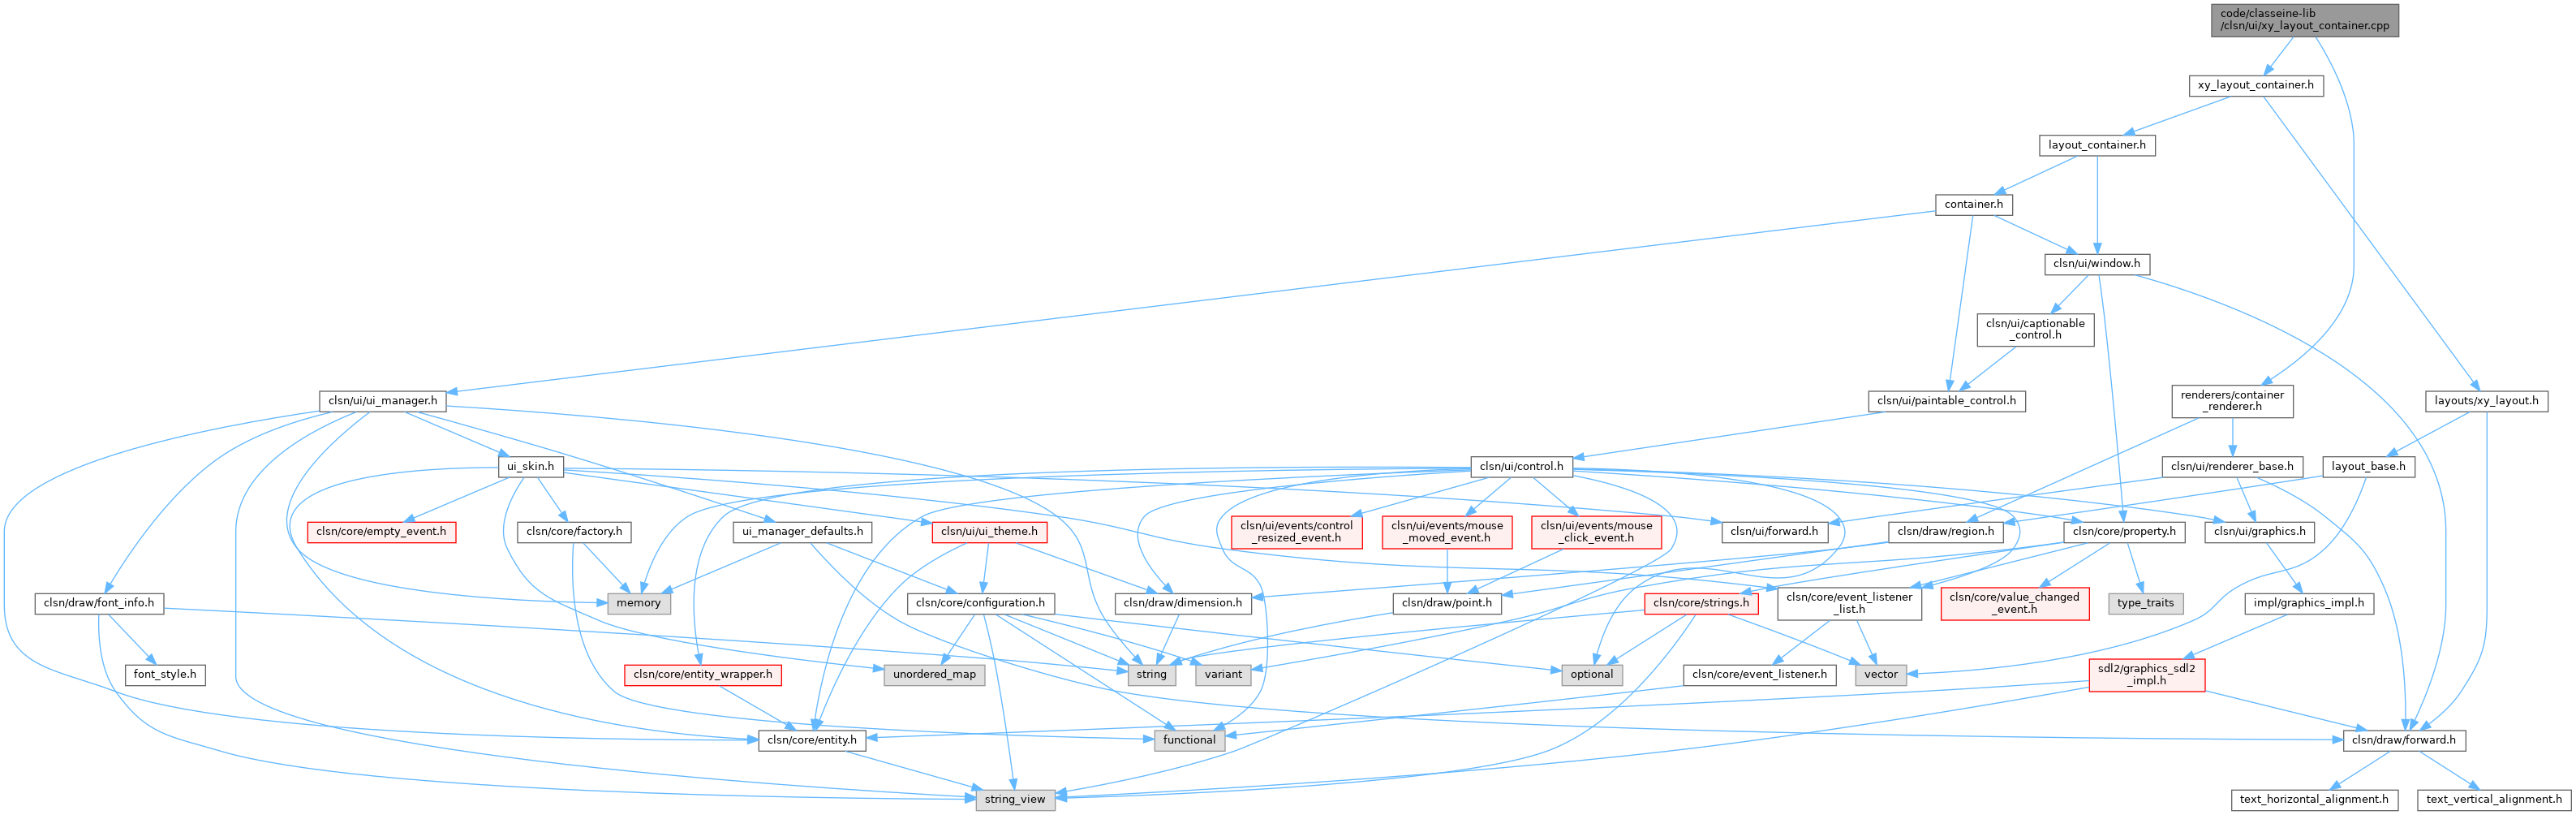 code/classeine-lib
/clsn/ui/xy_layout_container.cpp
xy_layout_container.h
layout_container.h
container.h
clsn/ui/window.h
clsn/ui/captionable
_control.h
clsn/ui/ui_manager.h
clsn/ui/paintable_control.h
renderers/container
_renderer.h
layouts/xy_layout.h
ui_skin.h
clsn/ui/control.h
clsn/ui/renderer_base.h
layout_base.h
clsn/core/empty_event.h
clsn/core/factory.h
ui_manager_defaults.h
clsn/ui/ui_theme.h
clsn/ui/events/control
_resized_event.h
clsn/ui/events/mouse
_moved_event.h
clsn/ui/events/mouse
_click_event.h
clsn/ui/forward.h
clsn/draw/region.h
clsn/core/property.h
clsn/ui/graphics.h
clsn/draw/font_info.h
memory
clsn/core/configuration.h
clsn/draw/dimension.h
clsn/draw/point.h
clsn/core/strings.h
clsn/core/event_listener
_list.h
clsn/core/value_changed
_event.h
type_traits
impl/graphics_impl.h
font_style.h
clsn/core/entity_wrapper.h
unordered_map
string
variant
optional
clsn/core/event_listener.h
vector
sdl2/graphics_sdl2
_impl.h
clsn/core/entity.h
functional
clsn/draw/forward.h
string_view
text_horizontal_alignment.h
text_vertical_alignment.h